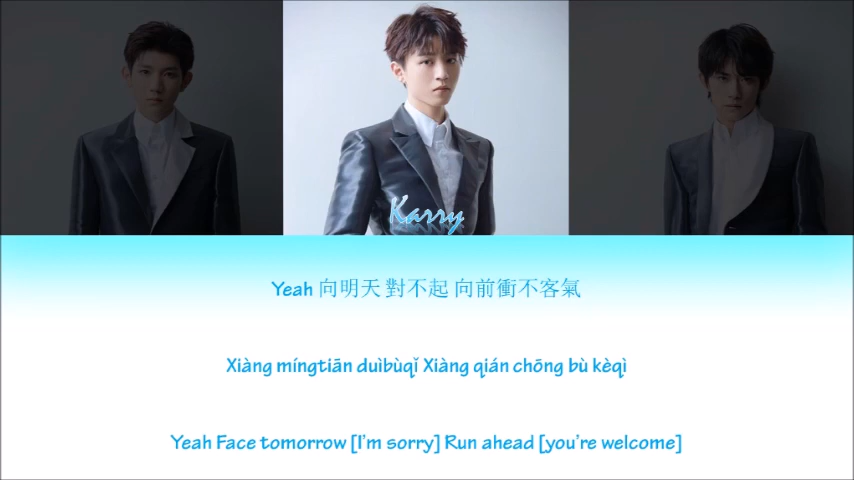 Karry
Yeah 向明天 對不起 向前衝不客氣
Xiàng míngtiān duìbùqǐ Xiàng qián chōng bù kèqì
Yeah Face tomorrow [I'm sorry] Run ahead [you're welcome]